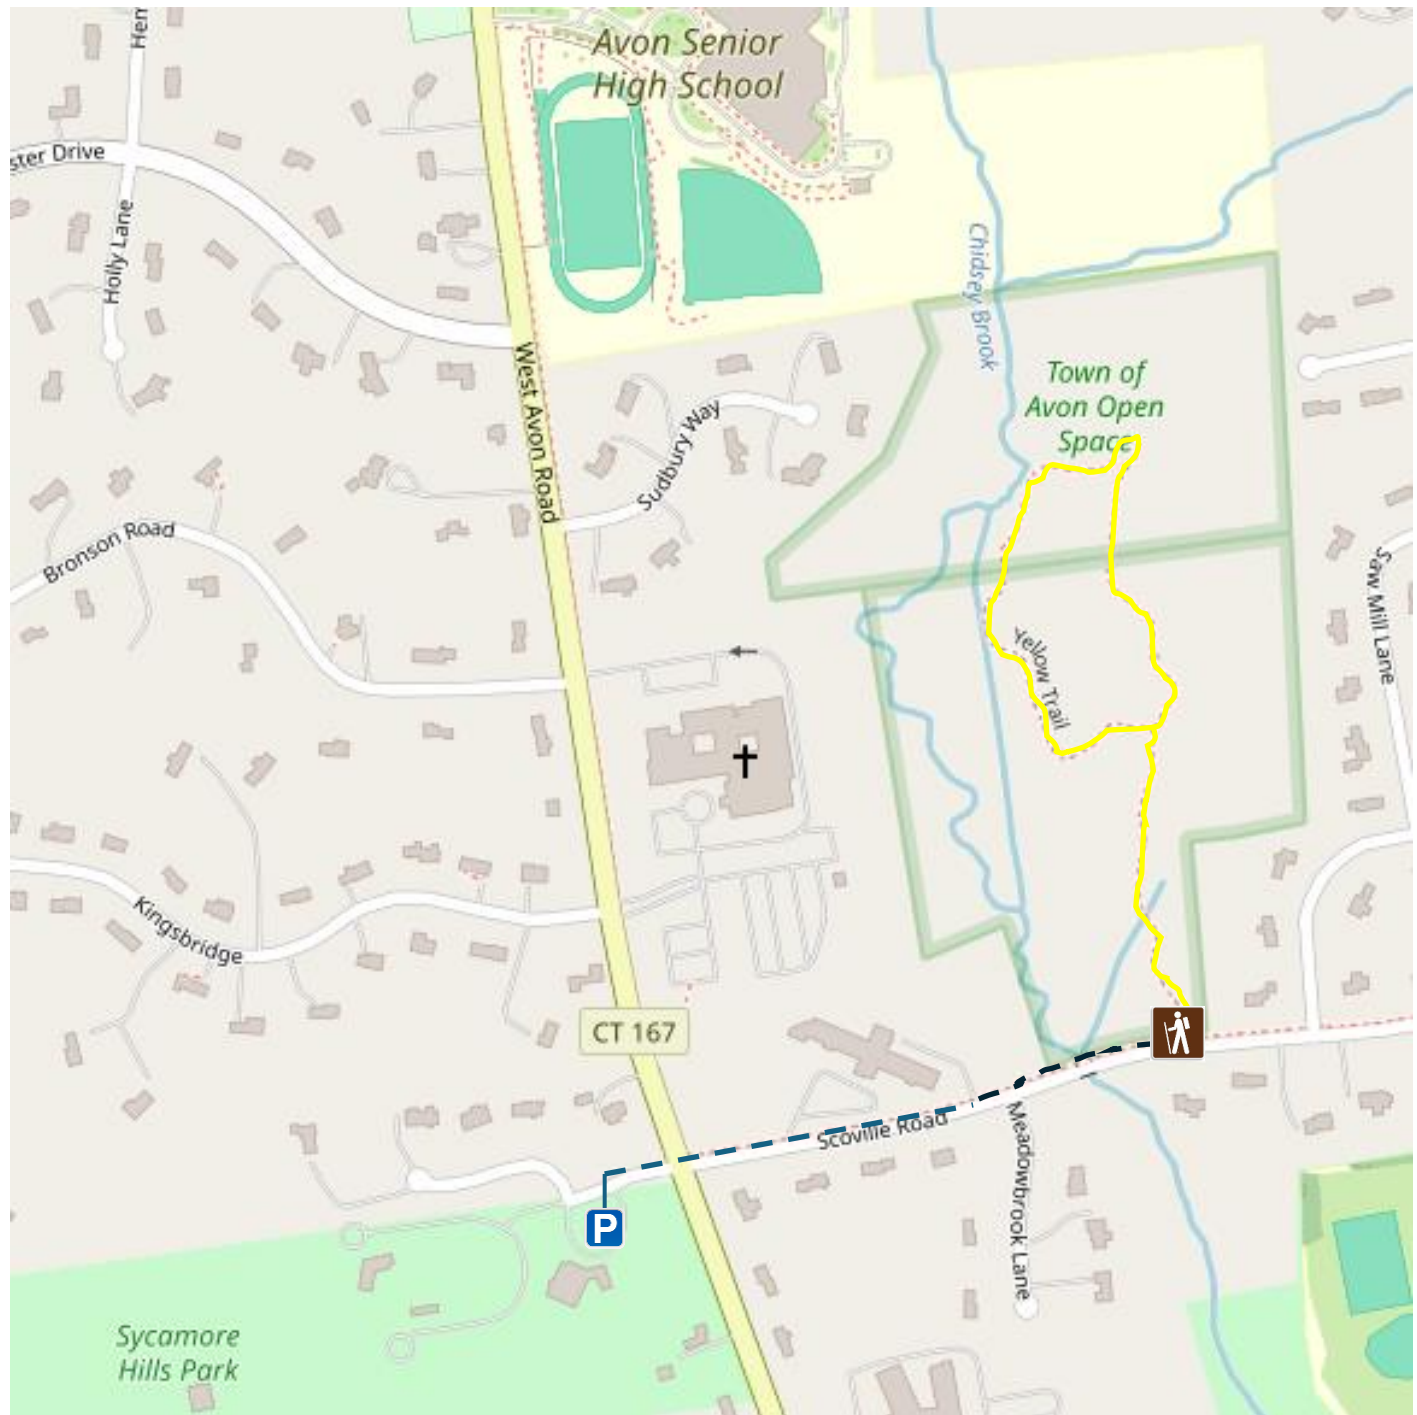 Avon Senior
High School
Hem
ster Drive
Holly Lane
Chidsey Brook
West Avon Road
Town of
Avon Open
Space
Sudbury Way
Bronson Road
Saw Mill Lane
Yellow Trail
Kingsbridge
CT 167
Scoville Road
Meadowbrook Lane
P
Sycamore
Hills Park